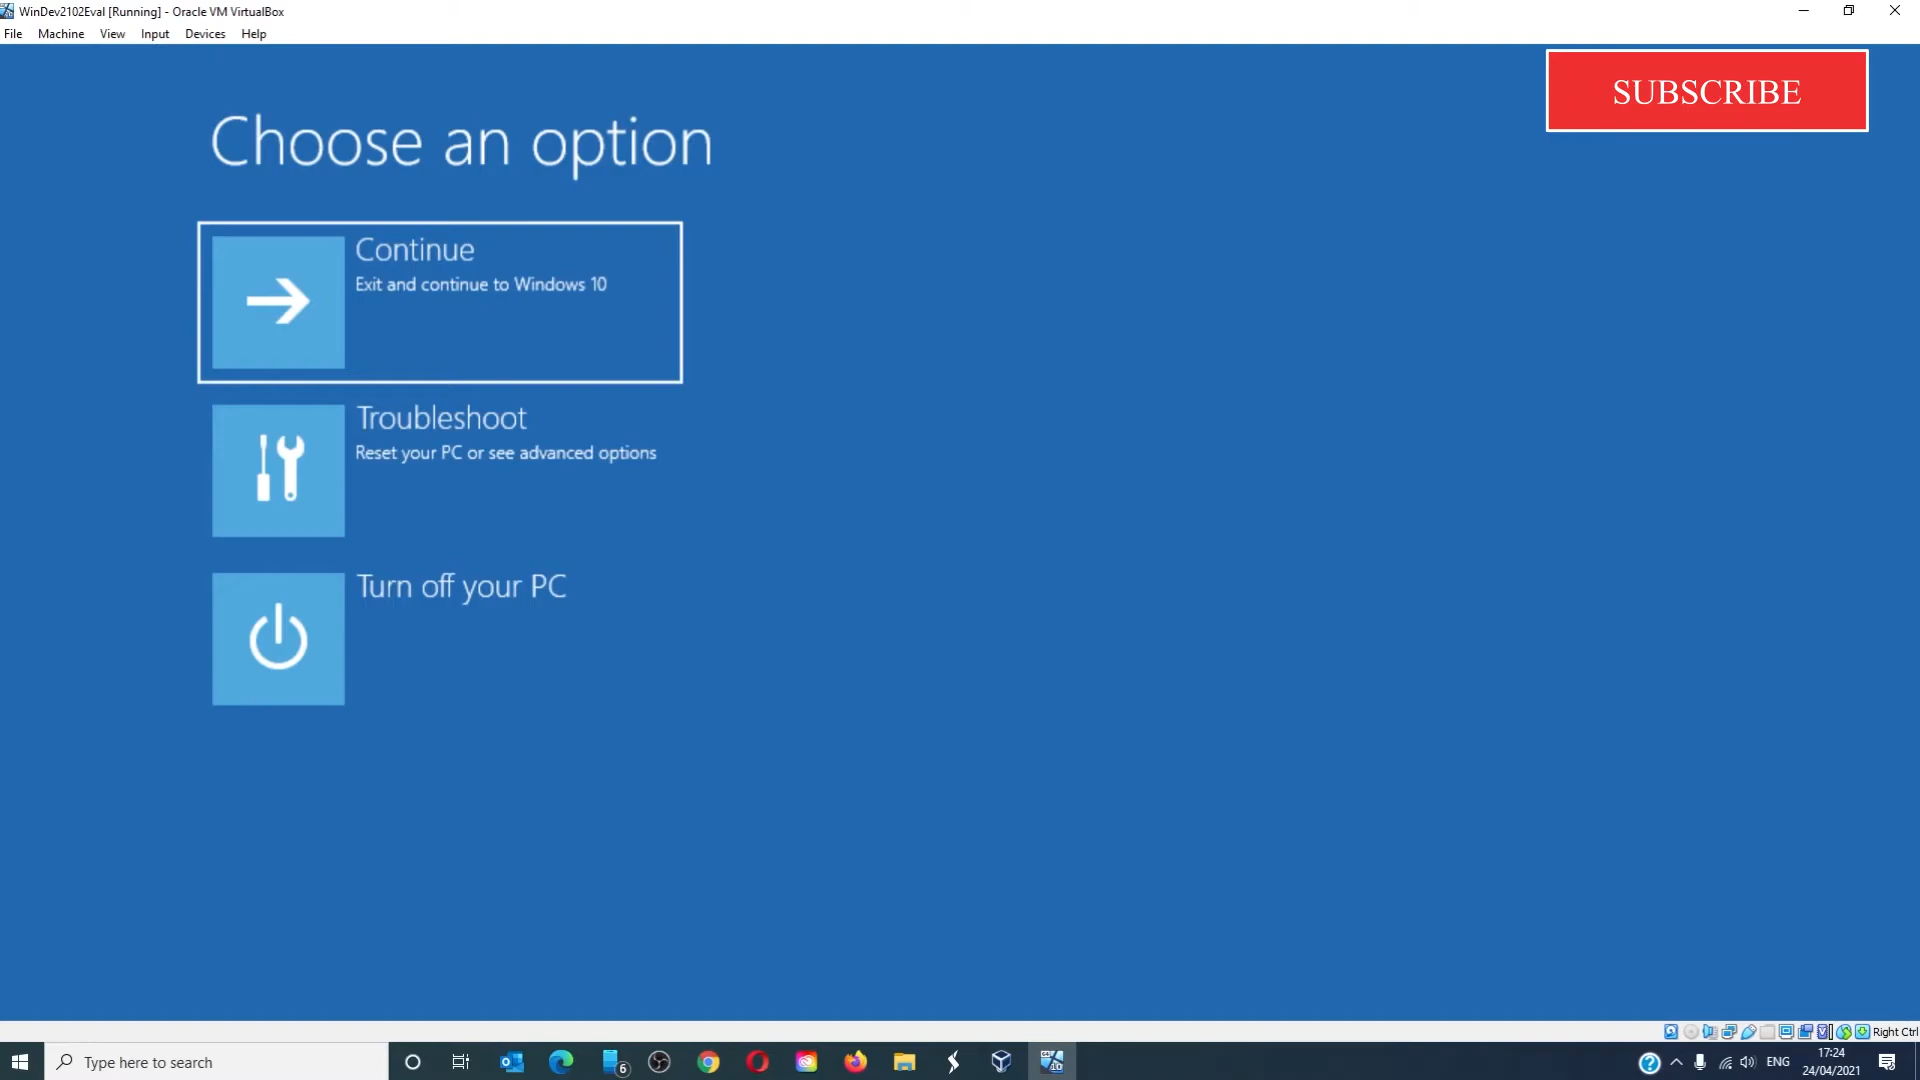 WinDev2102Eval [Running] - Oracle VM VirtualBox
File Machine View Input Devices Help
SUBSCRIBE
Choose an option
Continue
Exit and continue to Windows 10
Troubleshoot
Reset your PC or see advanced options
Turn off your PC
Right Ctrl
Type here to search
6
10
ENG
17:24
24/04/2021